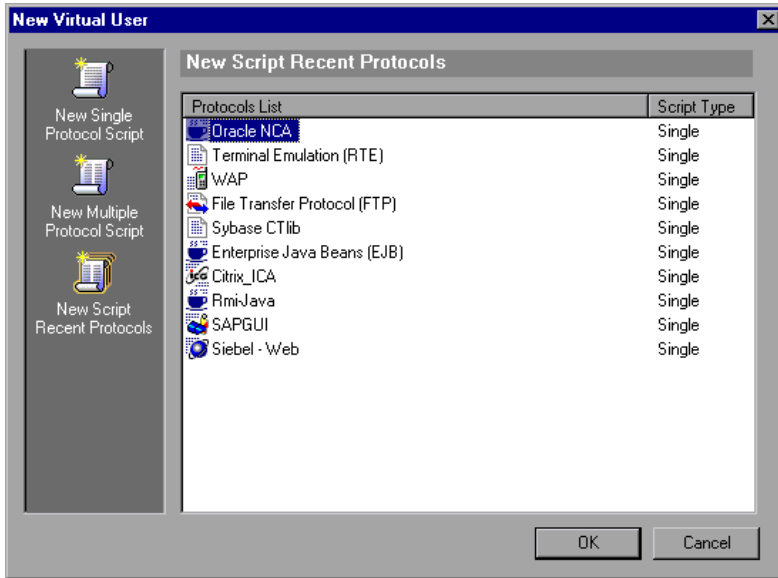 New Virtual User
New Single
Protocol Script
New Multiple
Protocol Script
New Script
Recent Protocols
New Script Recent Protocols
Protocols List Script Type
Oracle NCA Single
Terminal Emulation (RTE) Single
WAP Single
File Transfer Protocol (FTP) Single
Sybase CTlib Single
Enterprise Java Beans (EJB) Single
Citrix_ICA Single
Rmi-Java Single
SAPGUI Single
Siebel - Web Single
OK Cancel